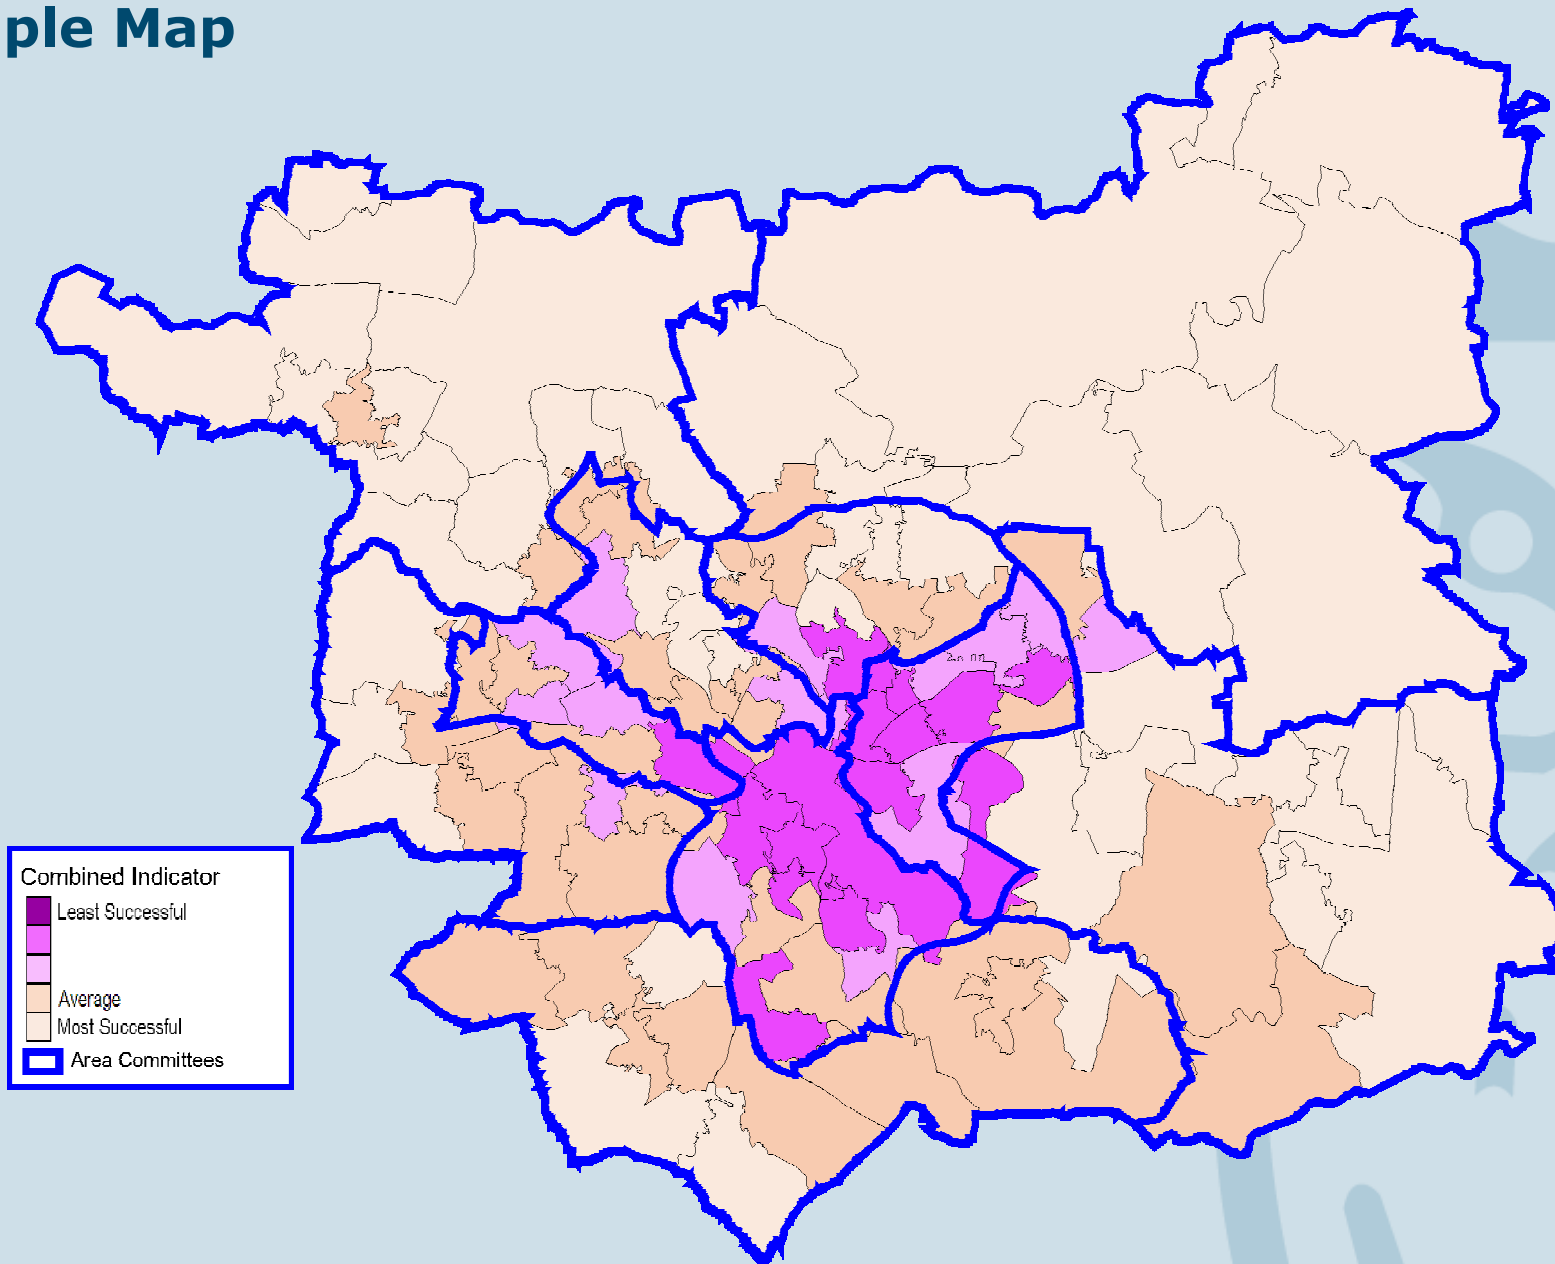 ple Map
Combined Indicator
Least Successful
Average
Most Successful
Area Committees